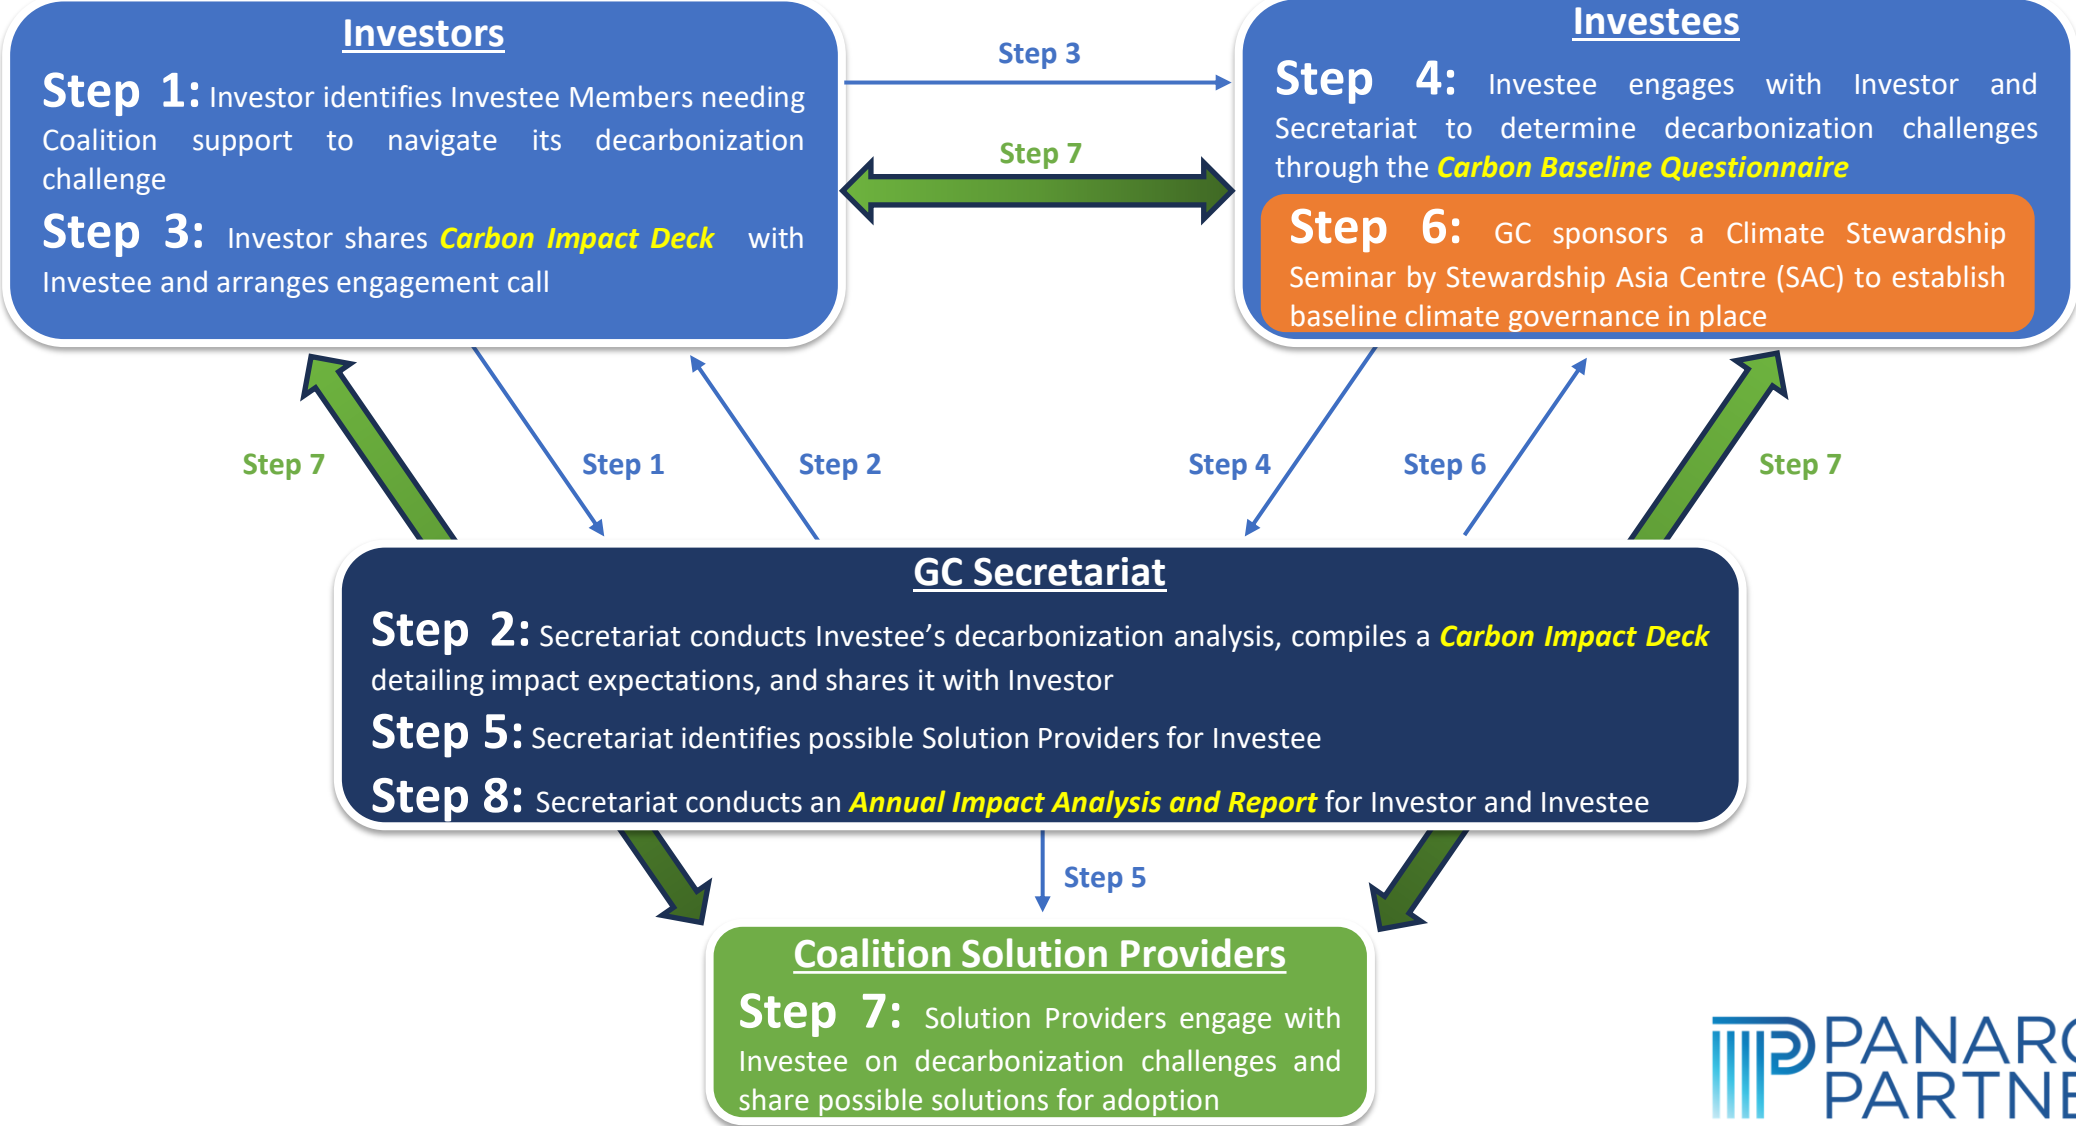 Investors
Step 1: Investor identifies Investee Members needing
Coalition support to navigate its decarbonization
challenge
Step 3: Investor shares Carbon Impact Deck with
Investee and arranges engagement call
Step 3
Step 7
Investees
Step 4: Investee engages with Investor and
Secretariat to determine decarbonization challenges
through the Carbon Baseline Questionnaire
Step 6: GC sponsors a Climate Stewardship
Seminar by Stewardship Asia Centre (SAC) to establish
baseline climate governance in place
Step 7
Step 1
Step 2
Step 4
Step 6
Step 7
GC Secretariat
Step 2: Secretariat conducts Investee’s decarbonization analysis, compiles a Carbon Impact Deck
detailing impact expectations, and shares it with Investor
Step 5: Secretariat identifies possible Solution Providers for Investee
Step 8: Secretariat conducts an Annual Impact Analysis and Report for Investor and Investee
Step 5
Coalition Solution Providers
Step 7: Solution Providers engage with
Investee on decarbonization challenges and
share possible solutions for adoption